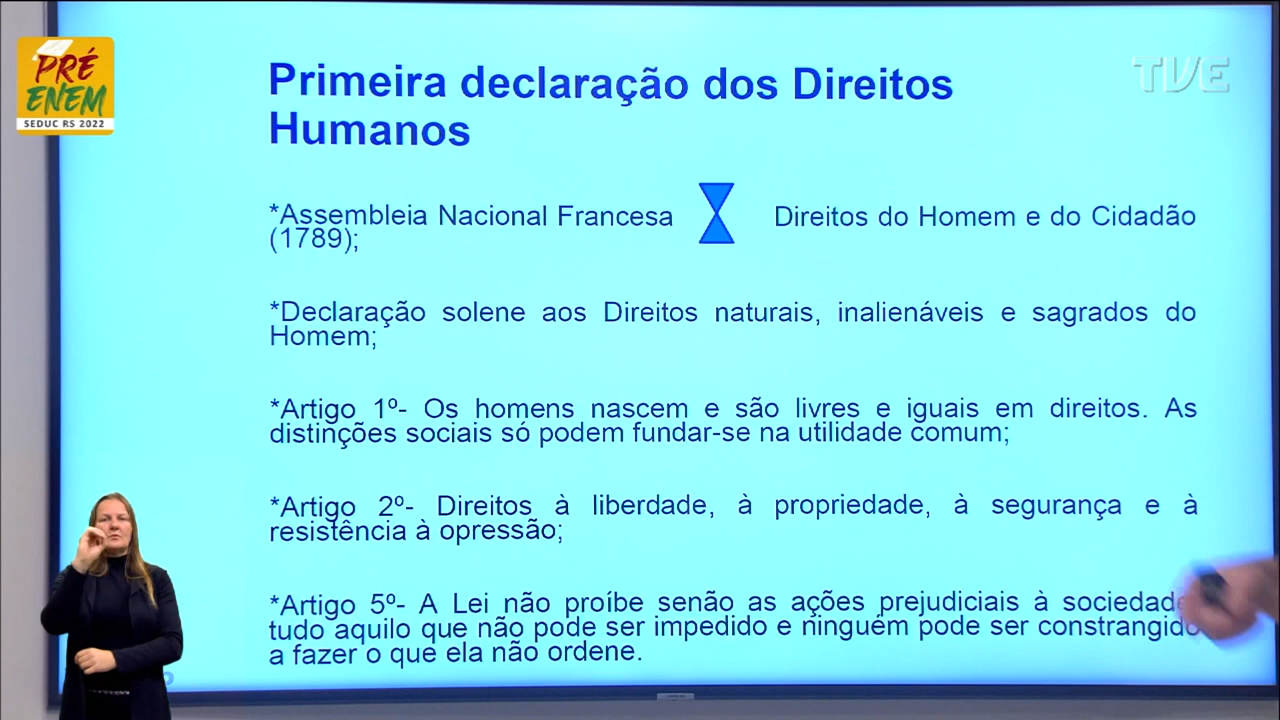 PRÉ
ENEM
SEDUC RS 2022
TVE
Primeira declaração dos Direitos
Humanos
*Assembleia Nacional Francesa Direitos do Homem e do Cidadão
(1789);
*Declaração solene aos Direitos naturais, inalienáveis e sagrados do
Homem;
*Artigo 1º- Os homens nascem e são livres e iguais em direitos. As
distinções sociais só podem fundar-se na utilidade comum;
*Artigo 2º- Direitos à liberdade, à propriedade, à segurança e à
resistência à opressão;
*Artigo 5º- A Lei não proíbe senão as ações prejudiciais à sociedade
tudo aquilo que não pode ser impedido e ninguém pode ser constrangido
a fazer o que ela não ordene.